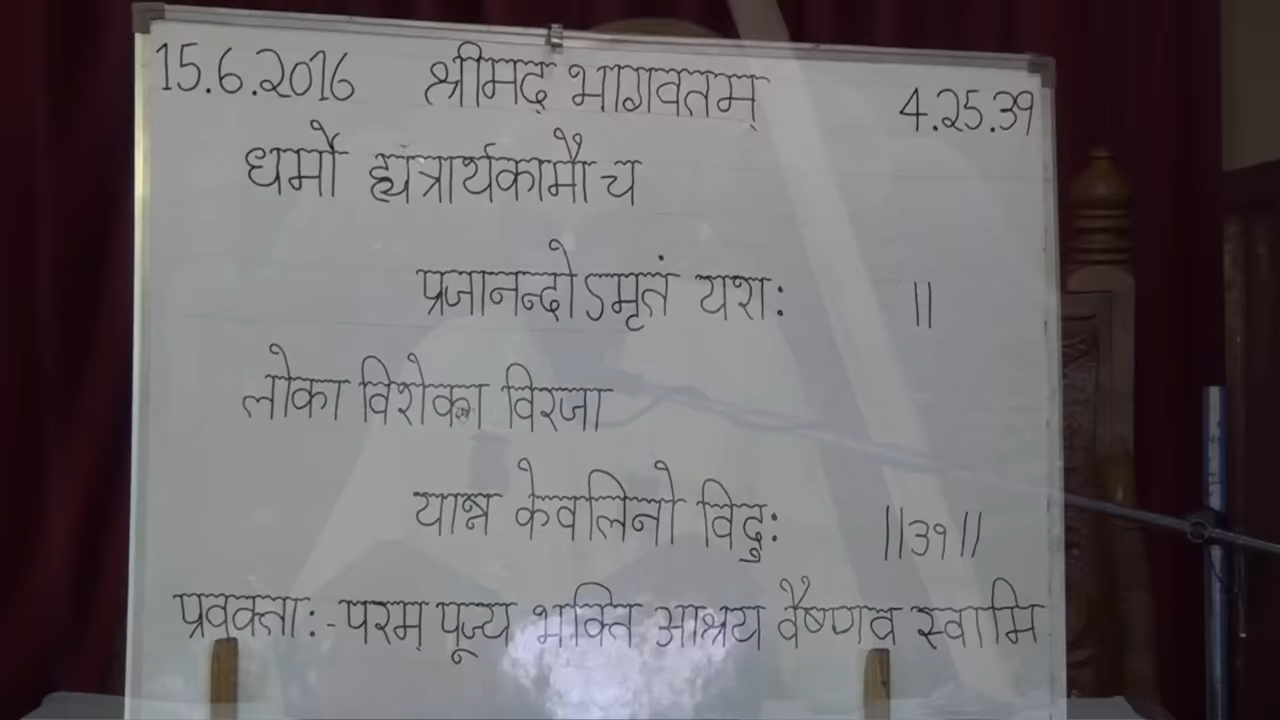 15.6.2016 श्रीमद् भागवतम् 4.25.39
धर्मो ह्यत्रार्थकामौ च
प्रजानन्दोऽमृतं यशः ||
लोका विशोका विरजा
यान्न केवलिनो विदुः ||३९||
प्रवक्ताः- परम् पूज्य भक्ति आश्रय वैष्णव स्वामि